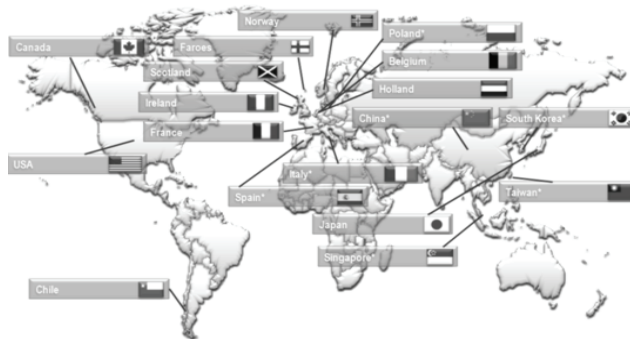 Norway
Poland*
Canada
Faroes
Belgium
Scotland
Holland
Ireland
China*
South Korea*
France
USA
Italy*
Spain*
Taiwan*
Japan
Singapore*
Chile